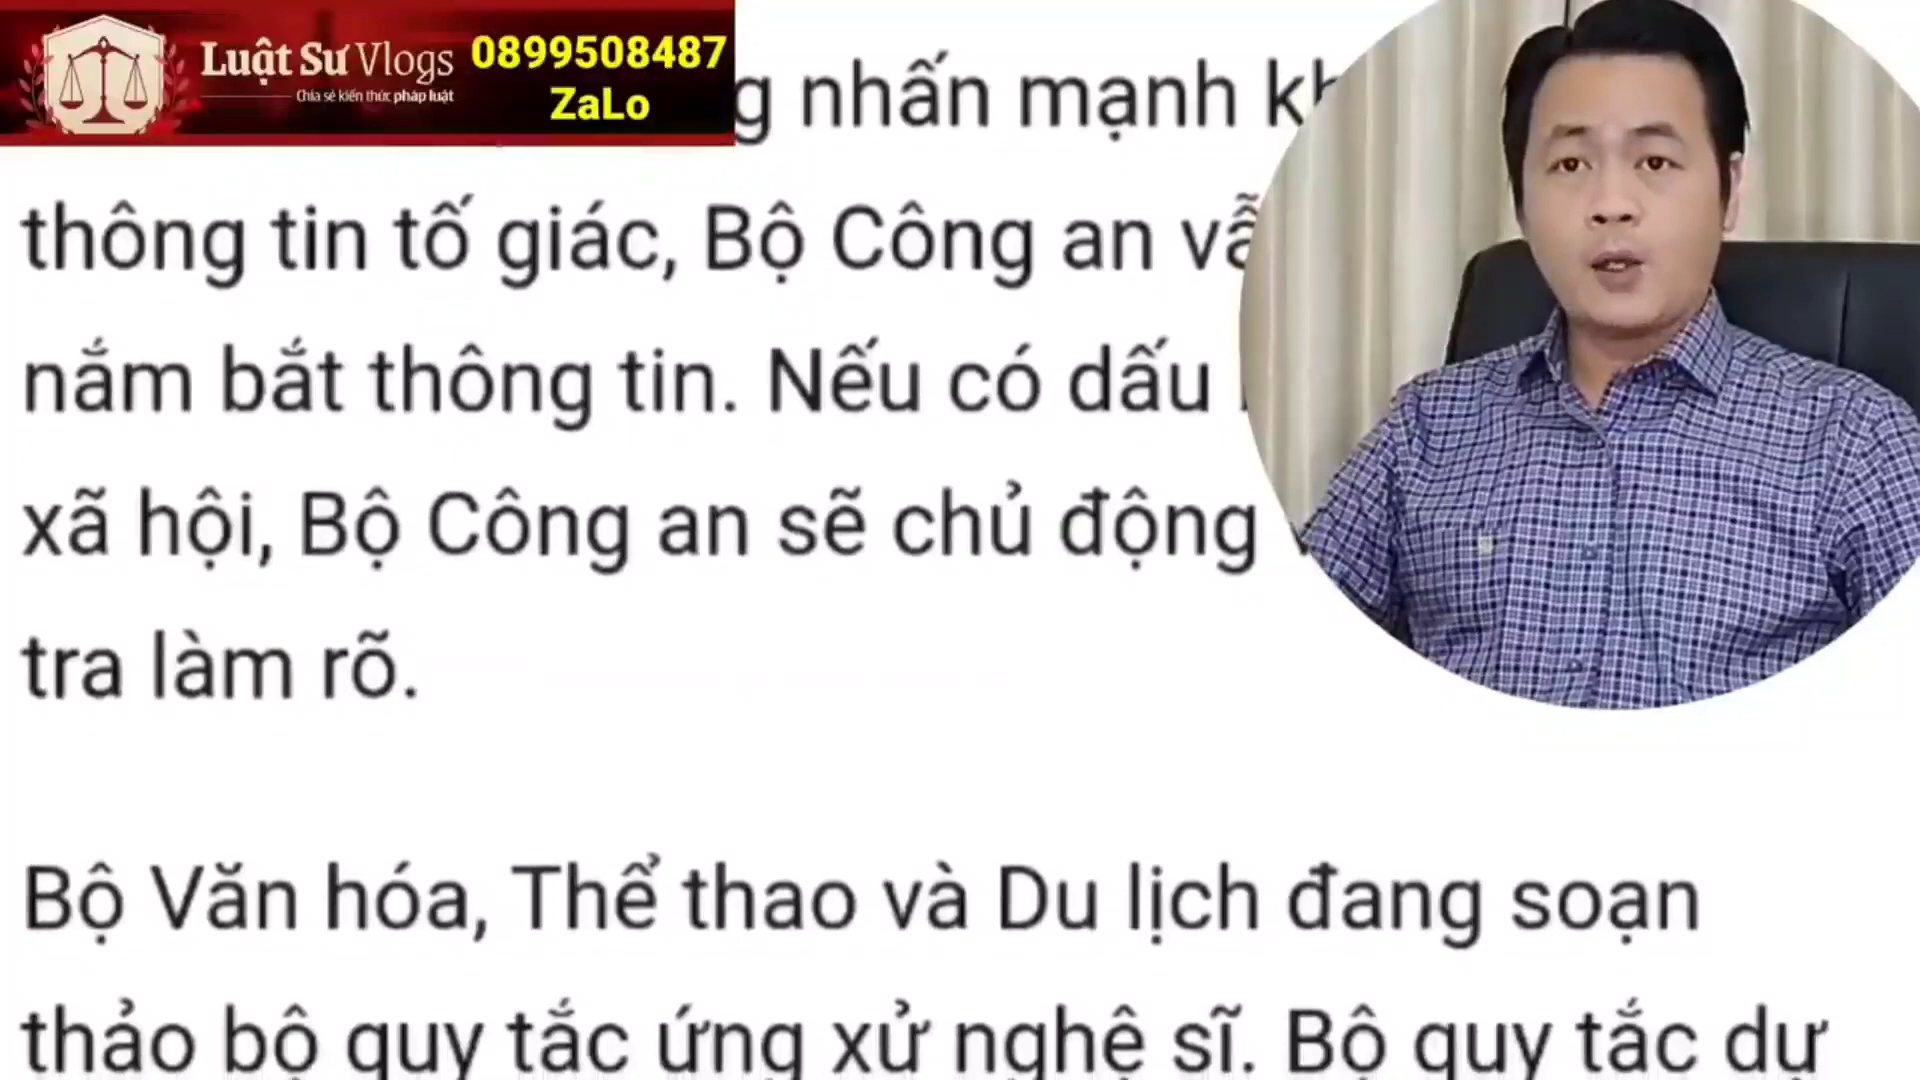 Luật Sư Vlogs
Chia sẻ kiến thức pháp luật
0899508487
ZaLo
nhấn mạnh
thông tin tố giác, Bộ Công an
nắm bắt thông tin. Nếu có dấu
xã hội, Bộ Công an sẽ chủ động
tra làm rõ.
Bộ Văn hóa, Thể thao và Du lịch đang soạn
thảo bộ quy tắc ứng xử nghệ sĩ. Bộ quy tắc dự